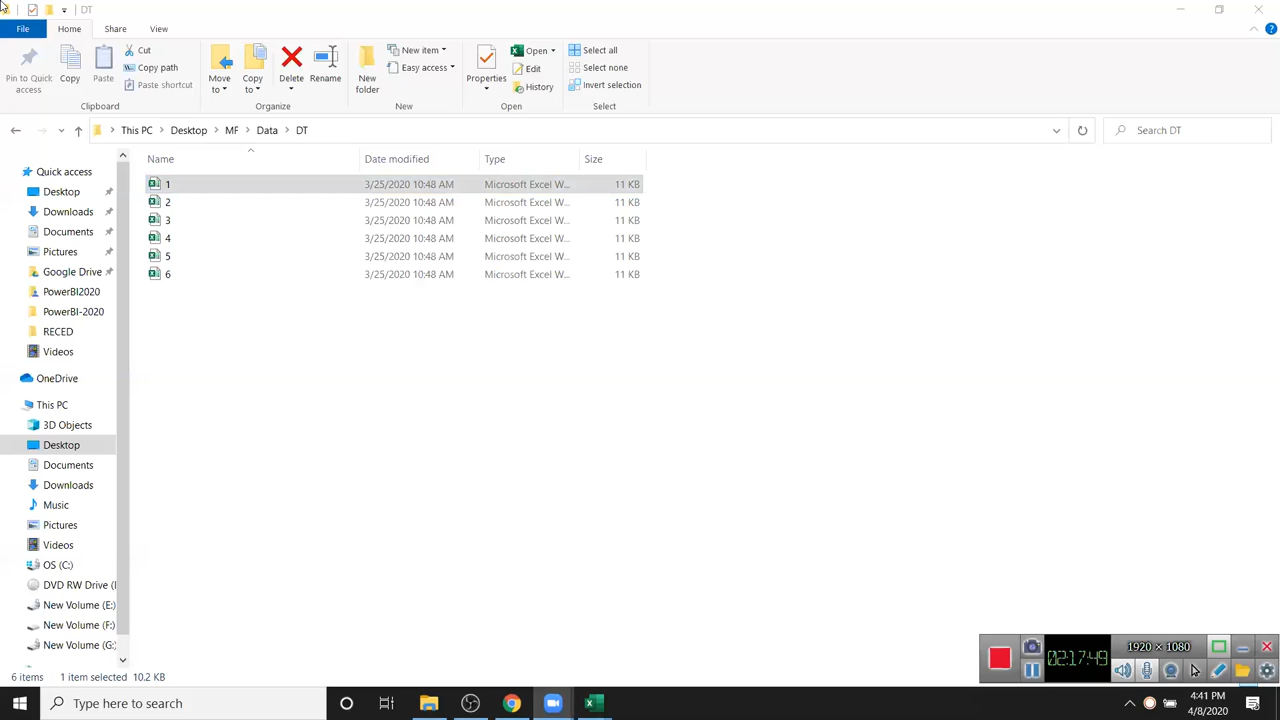 DT
File Home Share View
Pin to Quick access
Copy
Paste
Cut
Copy path
Paste shortcut
Clipboard
Move to
Copy to
Delete
Rename
Organize
New folder
New item
Easy access
New
Properties
Open
Edit
History
Open
Select all
Select none
Invert selection
Select
This PC > Desktop > MF > Data > DT
Search DT
Name Date modified Type Size
1 3/25/2020 10:48 AM Microsoft Excel W... 11 KB
2 3/25/2020 10:48 AM Microsoft Excel W... 11 KB
3 3/25/2020 10:48 AM Microsoft Excel W... 11 KB
4 3/25/2020 10:48 AM Microsoft Excel W... 11 KB
5 3/25/2020 10:48 AM Microsoft Excel W... 11 KB
6 3/25/2020 10:48 AM Microsoft Excel W... 11 KB
Quick access
Desktop
Downloads
Documents
Pictures
Google Drive
PowerBI2020
PowerBI-2020
RECED
Videos
OneDrive
This PC
3D Objects
Desktop
Documents
Downloads
Music
Pictures
Videos
OS (C:)
DVD RW Drive (
New Volume (E:)
New Volume (F:)
New Volume (G:)
6 items 1 item selected 10.2 KB
02:17:49
1920 × 1080
Type here to search
4:41 PM
4/8/2020